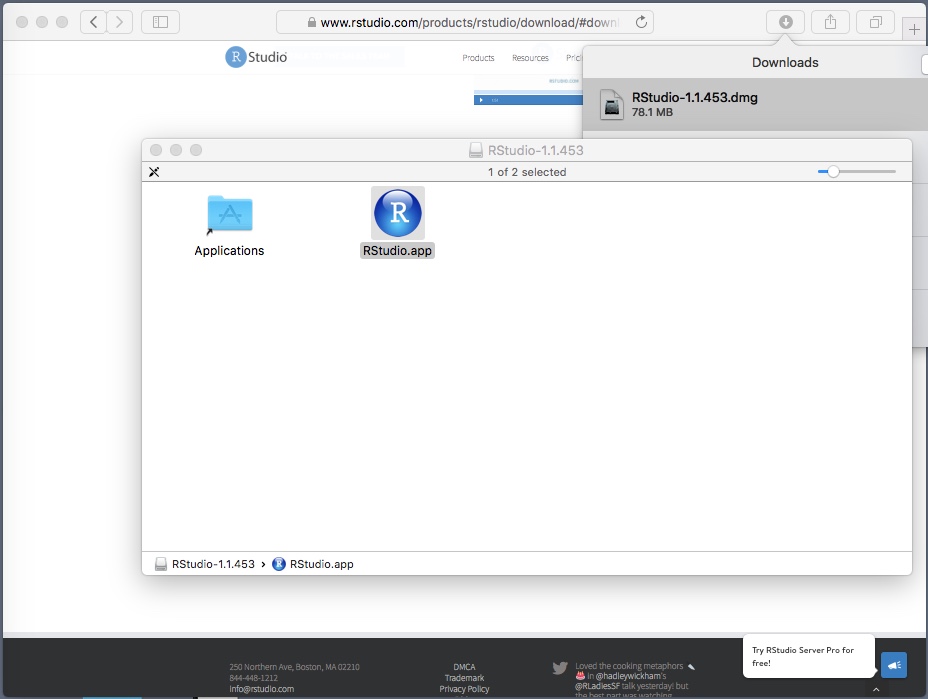 www.rstudio.com/products/rstudio/download/#down
R Studio
Products Resources
Downloads
RStudio-1.1.453.dmg
78.1 MB
RStudio-1.1.453
1 of 2 selected
Applications
R
RStudio.app
RStudio-1.1.453 › RStudio.app
250 Northern Ave, Boston, MA 02210
844-448-1212
info@rstudio.com
DMCA
Trademark
Privacy Policy
Loved the cooking metaphors
in @hadleywickham's
@RLadiesSF talk yesterday! but
the best part was watching
Try RStudio Server Pro for
free!